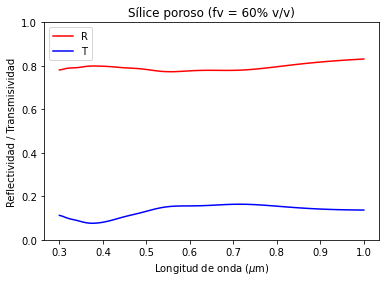 Sílice poroso (fv = 60% v/v)
R
T
Reflectividad / Transmisividad
1.0
0.8
0.6
0.4
0.2
0.0
0.3 0.4 0.5 0.6 0.7 0.8 0.9 1.0
Longitud de onda (μm)